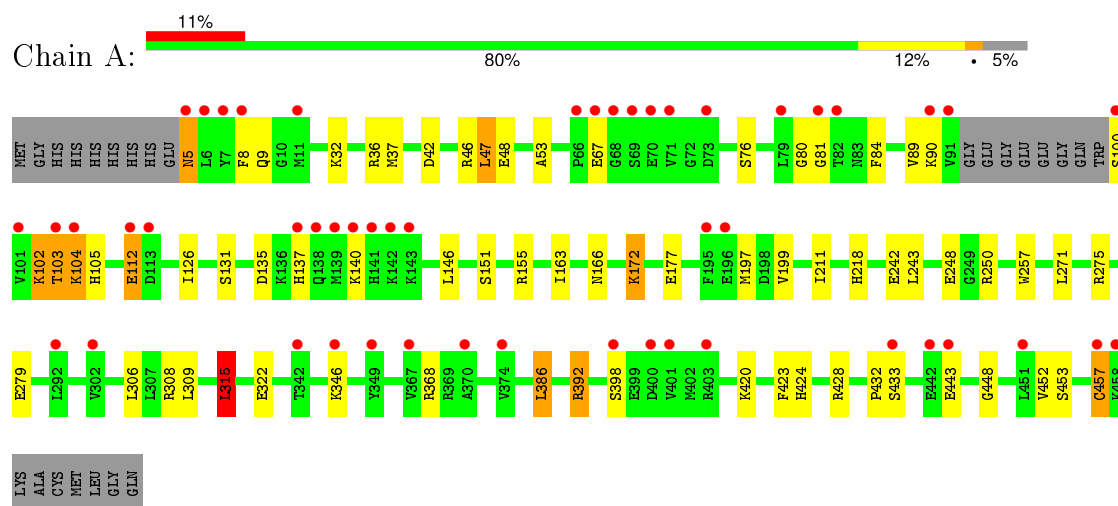 11%
Chain A:
80% 12% • 5%
MET GLY HIS HIS HIS HIS HIS HIS GLU N5 L6 Y7 F8 Q9 G10 M11 K32 R36 M37 D42 R46 L47 E48 A53 P66 E67 G68 S69 E70 V71 G72 D73 S76 L79 G80 G81 T82 N83 F84 V89 K90 V91 GLY GLU GLY GLU GLU GLY GLN TRP S100
V101 K102 T103 K104 H105 E112 D113 I126 S131 D135 K136 H137 Q138 M139 K140 H141 K142 K143 L146 S151 R155 I163 N166 K172 E177 F195 E196 M197 D198 V199 I211 H218 E242 L243 E248 G249 R250 W257 L271 R275
E279 L292 V302 L306 L307 R308 L309 L315 E322 T342 K346 Y349 V367 R368 R369 A370 V374 L386 R392 S398 E399 D400 V401 M402 R403 K420 F423 H424 R428 P432 S433 E442 E443 G448 L451 V452 S453 C457 K458
LYS ALA CYS MET LEU GLY GLN